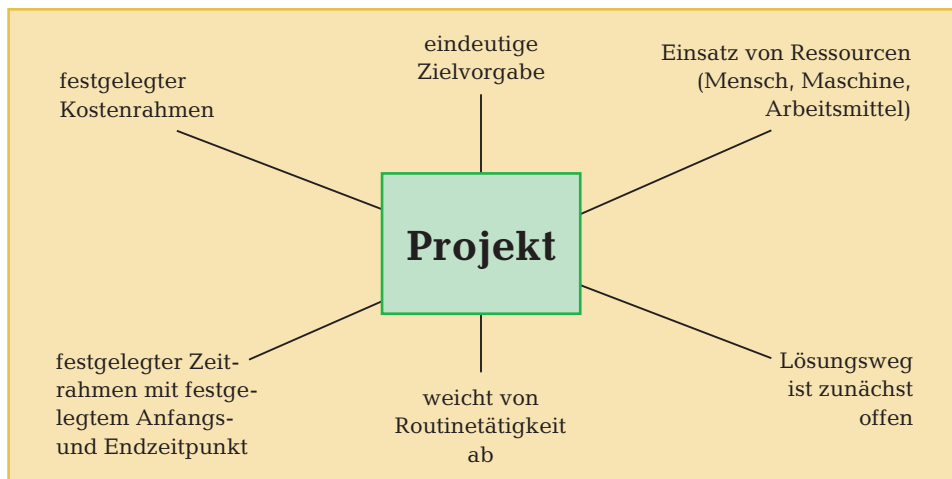 festgelegter
Kostenrahmen
eindeutige
Zielvorgabe
Einsatz von Ressourcen
(Mensch, Maschine,
Arbeitsmittel)
Projekt
festgelegter Zeit-
rahmen mit festge-
legtem Anfangs-
und Endzeitpunkt
weicht von
Routinetätigkeit
ab
Lösungsweg
ist zunächst
offen